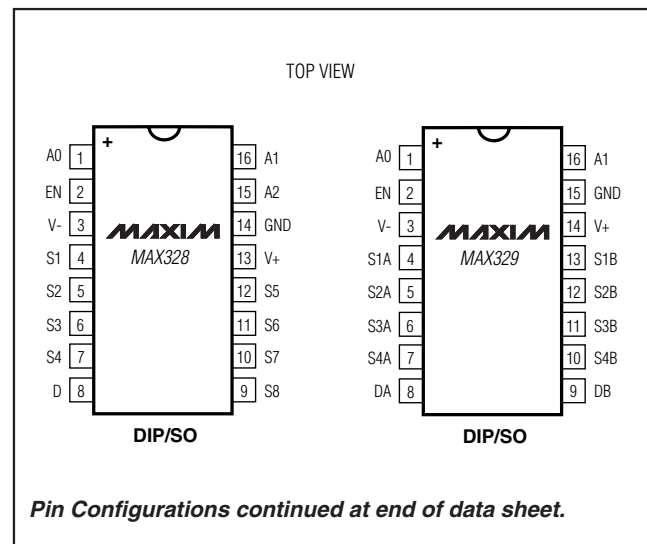 TOP VIEW
+
A0 1 16 A1
EN 2 15 A2
V- 3 14 GND
S1 4 13 V+
S2 5 12 S5
S3 6 11 S6
S4 7 10 S7
D 8 9 S8
MAXIM
MAX328
DIP/SO
+
A0 1 16 A1
EN 2 15 GND
V- 3 14 V+
S1A 4 13 S1B
S2A 5 12 S2B
S3A 6 11 S3B
S4A 7 10 S4B
DA 8 9 DB
MAXIM
MAX329
DIP/SO
Pin Configurations continued at end of data sheet.